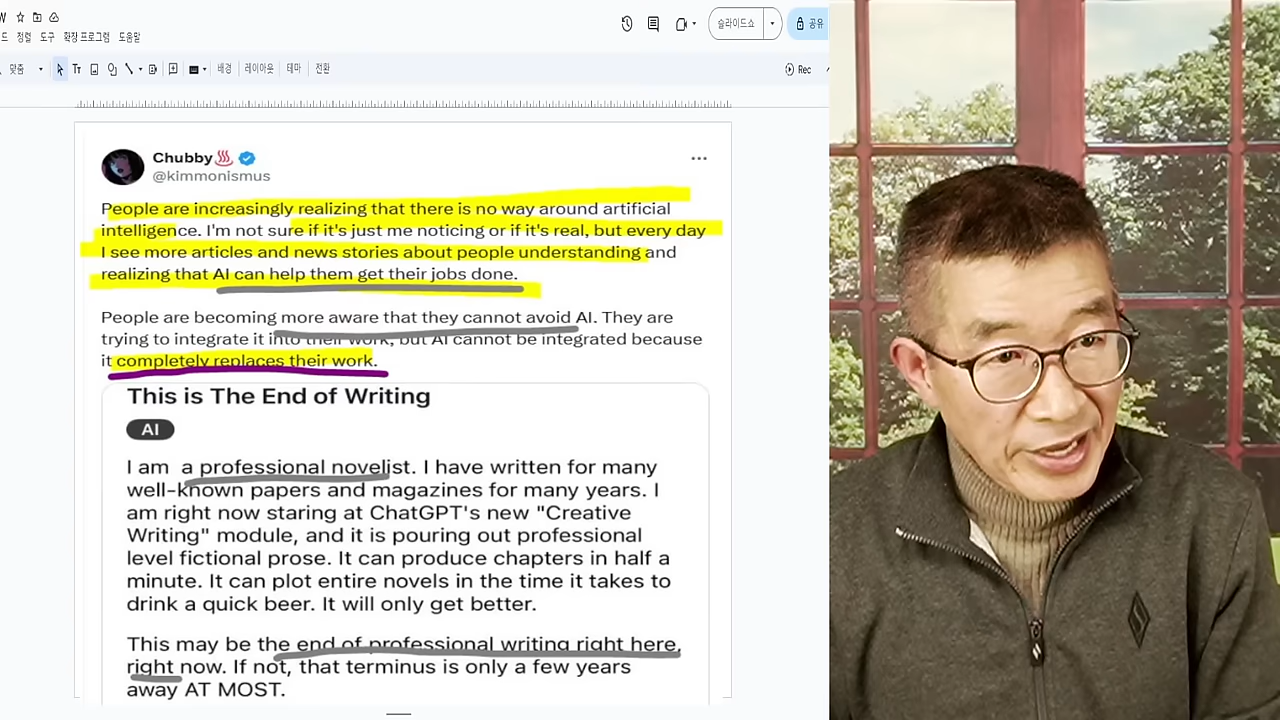 정렬 도구 확장 프로그램 도움말
슬라이드쇼
공유
맞춤
Tт
배경
레이아웃
테마
전환
Rec
Chubby♨️
@kimmonismus
People are increasingly realizing that there is no way around artificial
intelligence. I'm not sure if it's just me noticing or if it's real, but every day
I see more articles and news stories about people understanding and
realizing that AI can help them get their jobs done.
People are becoming more aware that they cannot avoid AI. They are
trying to integrate it into their work, but AI cannot be integrated because
it completely replaces their work.
This is The End of Writing
AI
I am a professional novelist. I have written for many
well-known papers and magazines for many years. I
am right now staring at ChatGPT's new "Creative
Writing" module, and it is pouring out professional
level fictional prose. It can produce chapters in half a
minute. It can plot entire novels in the time it takes to
drink a quick beer. It will only get better.
This may be the end of professional writing right here,
right now. If not, that terminus is only a few years
away AT MOST.